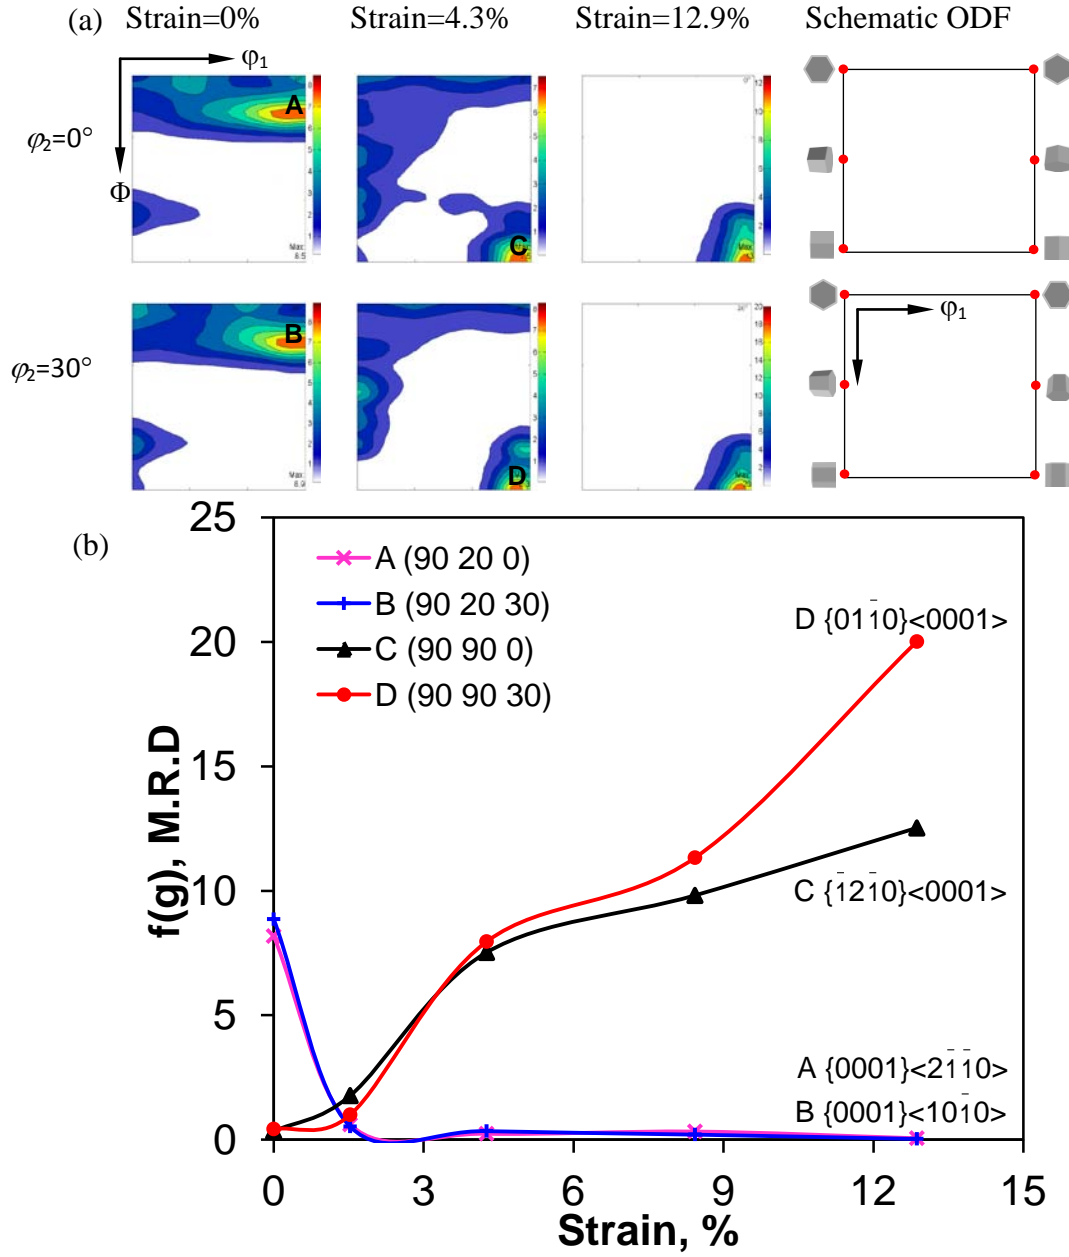 (a) Strain=0% Strain=4.3% Strain=12.9% Schematic ODF
φ₁
φ₂=0°
Φ
A
C
φ₂=30°
B
D
φ₁
(b)
25
20
15
10
5
0
f(g), M.R.D
A (90 20 0)
B (90 20 30)
C (90 90 0)
D (90 90 30)
D {011̄0}<0001>
C {1̄21̄0}<0001>
A {0001}<21̄1̄0>
B {0001}<101̄0>
0 3 6 9 12 15
Strain, %